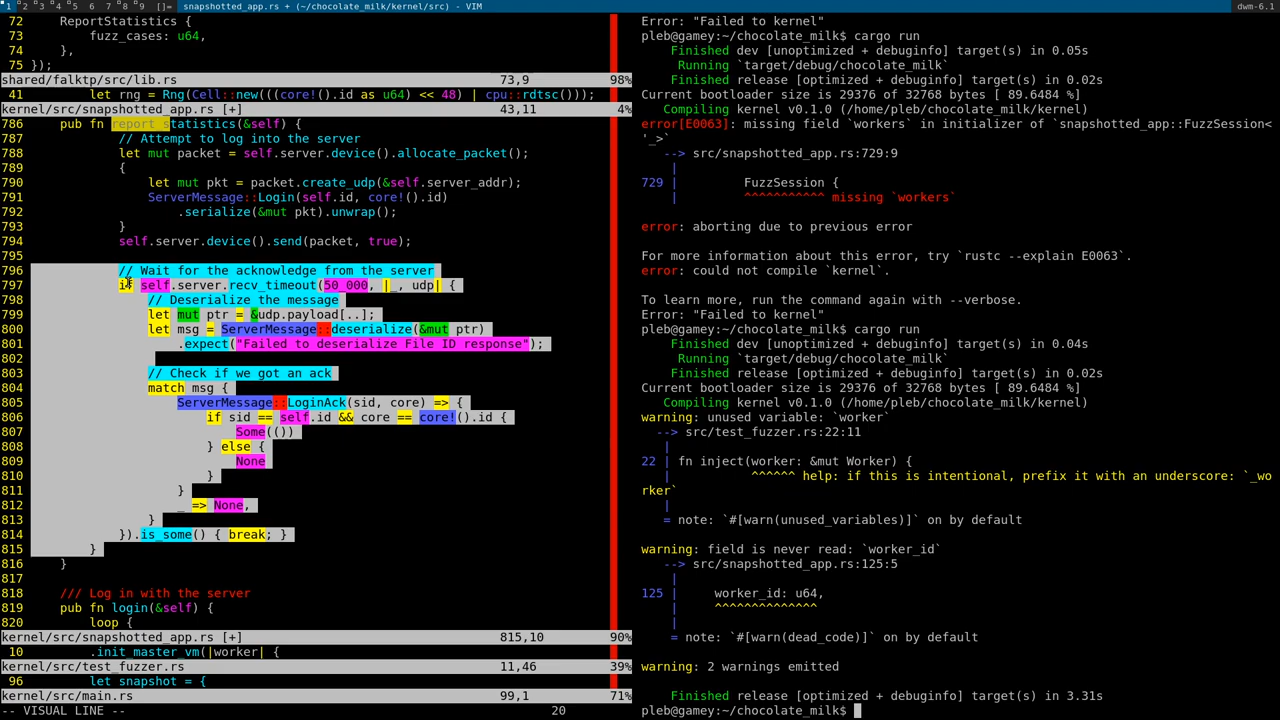 1 2 3 4 5 6 7 8 9 []= snapshotted_app.rs + (~/chocolate_milk/kernel/src) - VIM dwm-6.1
72     ReportStatistics {
73         fuzz_cases: u64,
74     },
75 });
shared/falktp/src/lib.rs 73,9 98%
41         let rng = Rng(Cell::new(((core!().id as u64) << 48) | cpu::rdtsc()));
kernel/src/snapshotted_app.rs [+] 43,11 4%
786     pub fn report_statistics(&self) {
787             // Attempt to log into the server
788             let mut packet = self.server.device().allocate_packet();
789             {
790                 let mut pkt = packet.create_udp(&self.server_addr);
791                 ServerMessage::Login(self.id, core!().id)
792                     .serialize(&mut pkt).unwrap();
793             }
794             self.server.device().send(packet, true);
795
796             // Wait for the acknowledge from the server
797             if self.server.recv_timeout(50_000, |_, udp| {
798                 // Deserialize the message
799                 let mut ptr = &udp.payload[..];
800                 let msg = ServerMessage::deserialize(&mut ptr)
801                     .expect("Failed to deserialize File ID response");
802
803                 // Check if we got an ack
804                 match msg {
805                     ServerMessage::LoginAck(sid, core) => {
806                         if sid == self.id && core == core!().id {
807                             Some(())
808                         } else {
809                             None
810                         }
811                     }
812                     _ => None,
813                 }
814             }).is_some() { break; }
815         }
816     }
817
818     /// Log in with the server
819     pub fn login(&self) {
820         loop {
kernel/src/snapshotted_app.rs [+] 815,10 90%
10         .init_master_vm(|worker| {
kernel/src/test_fuzzer.rs 11,46 39%
96         let snapshot = {
kernel/src/main.rs 99,1 71%
-- VISUAL LINE -- 20
Error: "Failed to kernel"
pleb@gamey:~/chocolate_milk$ cargo run
    Finished dev [unoptimized + debuginfo] target(s) in 0.05s
     Running `target/debug/chocolate_milk`
    Finished release [optimized + debuginfo] target(s) in 0.02s
Current bootloader size is 29376 of 32768 bytes [ 89.6484 %]
   Compiling kernel v0.1.0 (/home/pleb/chocolate_milk/kernel)
error[E0063]: missing field `workers` in initializer of `snapshotted_app::FuzzSession<
'_>`
   --> src/snapshotted_app.rs:729:9
    |
729 |         FuzzSession {
    |         ^^^^^^^^^^^ missing `workers`

error: aborting due to previous error

For more information about this error, try `rustc --explain E0063`.
error: could not compile `kernel`.

To learn more, run the command again with --verbose.
Error: "Failed to kernel"
pleb@gamey:~/chocolate_milk$ cargo run
    Finished dev [unoptimized + debuginfo] target(s) in 0.04s
     Running `target/debug/chocolate_milk`
    Finished release [optimized + debuginfo] target(s) in 0.02s
Current bootloader size is 29376 of 32768 bytes [ 89.6484 %]
   Compiling kernel v0.1.0 (/home/pleb/chocolate_milk/kernel)
warning: unused variable: `worker`
  --> src/test_fuzzer.rs:22:11
   |
22 | fn inject(worker: &mut Worker) {
   |           ^^^^^^ help: if this is intentional, prefix it with an underscore: `_wo
rker`
   |
   = note: `#[warn(unused_variables)]` on by default

warning: field is never read: `worker_id`
   --> src/snapshotted_app.rs:125:5
    |
125 |     worker_id: u64,
    |     ^^^^^^^^^^^^^^
    |
    = note: `#[warn(dead_code)]` on by default

warning: 2 warnings emitted

    Finished release [optimized + debuginfo] target(s) in 3.31s
pleb@gamey:~/chocolate_milk$